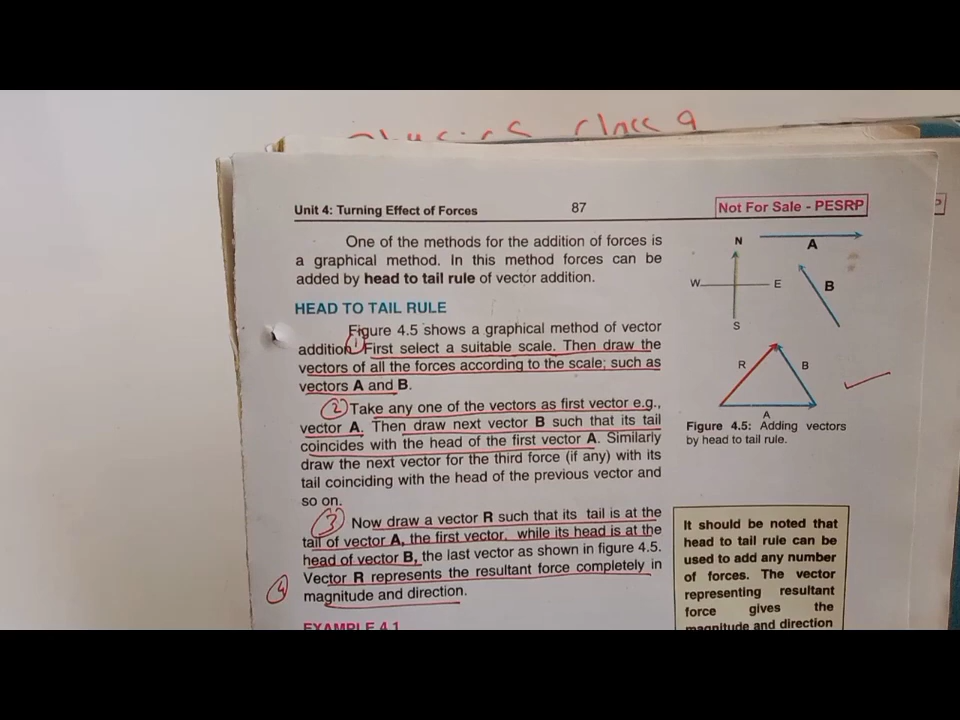 Physics class 9
Unit 4: Turning Effect of Forces
87
Not For Sale - PESRP
P
One of the methods for the addition of forces is
a graphical method. In this method forces can be
added by head to tail rule of vector addition.
HEAD TO TAIL RULE
Figure 4.5 shows a graphical method of vector
addition. 1 First select a suitable scale. Then draw the
vectors of all the forces according to the scale; such as
vectors A and B.
2 Take any one of the vectors as first vector e.g.,
vector A. Then draw next vector B such that its tail
coincides with the head of the first vector A. Similarly
draw the next vector for the third force (if any) with its
tail coinciding with the head of the previous vector and
so on.
3 Now draw a vector R such that its tail is at the
tail of vector A, the first vector, while its head is at the
head of vector B, the last vector as shown in figure 4.5.
4 Vector R represents the resultant force completely in
magnitude and direction.
EXAMPLE 4.1
N
A
W
E
B
S
R
B
A
Figure 4.5: Adding vectors
by head to tail rule.
It should be noted that
head to tail rule can be
used to add any number
of forces. The vector
representing resultant
force gives the
magnitude and direction